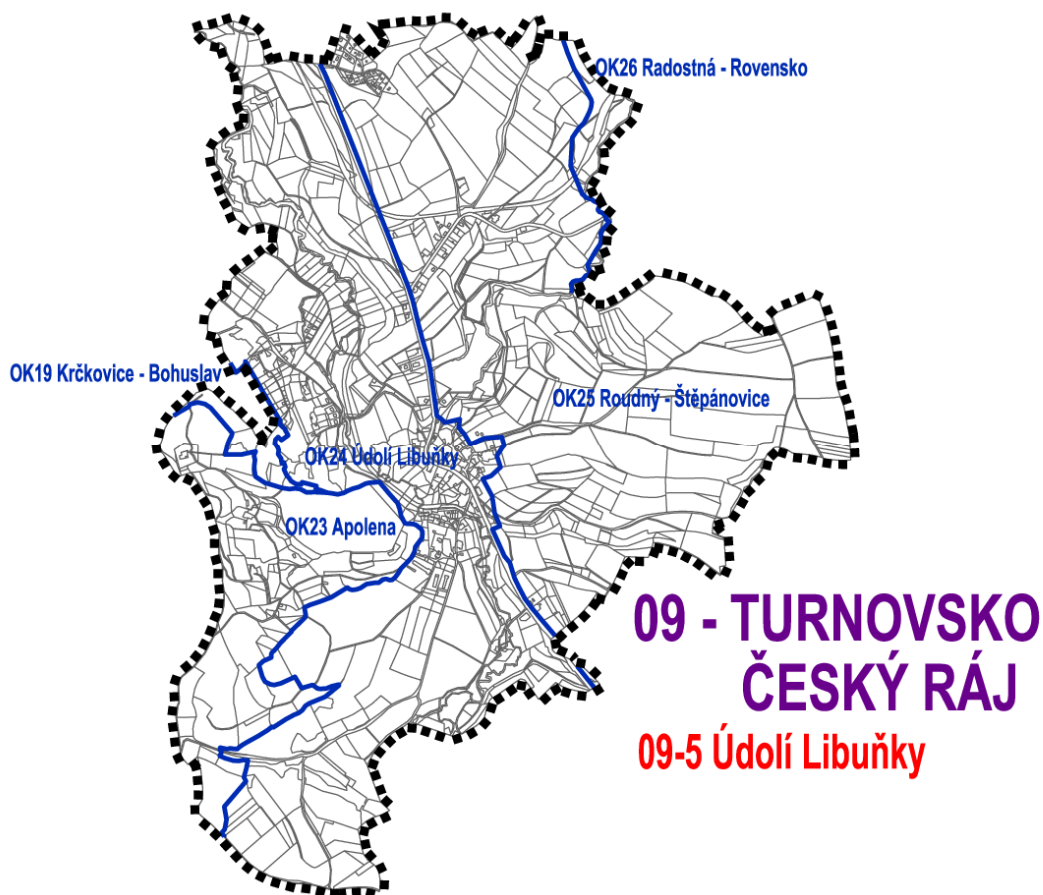 OK26 Radostná - Rovensko
OK19 Krčkovice - Bohuslav
OK25 Roudný - Štěpánovice
OK24 Údolí Libuňky
OK23 Apolena
09 - TURNOVSKO
ČESKÝ RÁJ
09-5 Údolí Libuňky